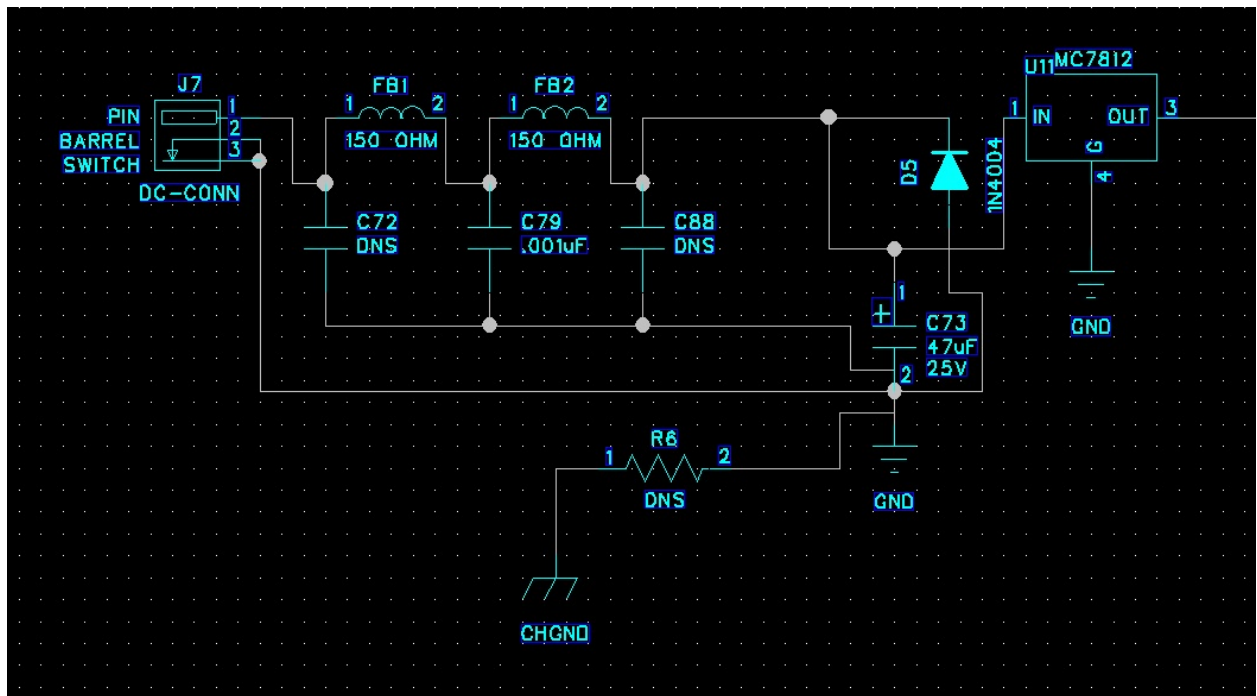 J7
PIN
BARREL
SWITCH
1
2
3
DC-CONN
FB1
1
2
150 OHM
FB2
1
2
150 OHM
C72
DNS
C79
.001uF
C88
DNS
D5
1N4004
U11
MC7812
1
IN
OUT
3
G
4
GND
1
+
C73
47uF
25V
2
GND
R6
1
2
DNS
CHGND